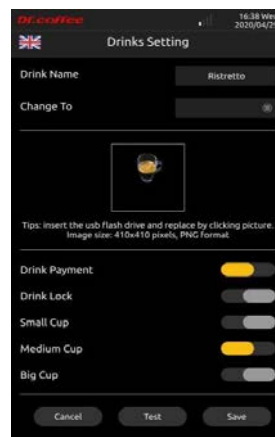 Dr.coffee
16:38 Wed
2020/04/29
Drinks Setting
Drink Name
Ristretto
Change To
Tips: insert the usb flash drive and replace by clicking picture.
Image size: 410x410 pixels, PNG format
Drink Payment
Drink Lock
Small Cup
Medium Cup
Big Cup
Cancel
Test
Save